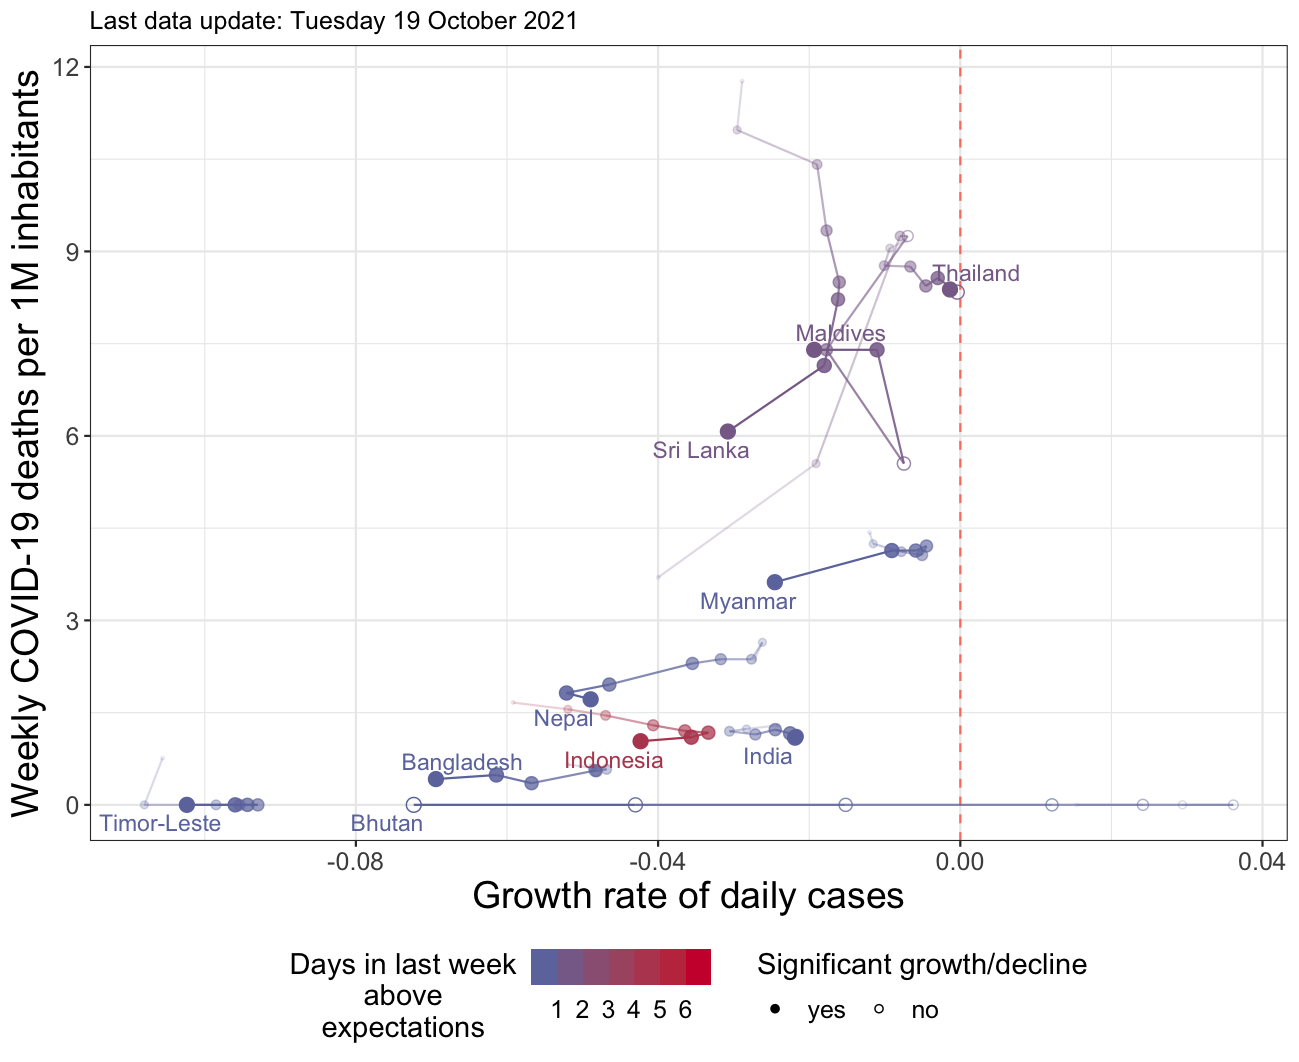 Last data update: Tuesday 19 October 2021
Weekly COVID-19 deaths per 1M inhabitants
12
9
6
3
0
Thailand
Maldives
Sri Lanka
Myanmar
Nepal
Indonesia
India
Bangladesh
Timor-Leste
Bhutan
-0.08
-0.04
0.00
0.04
Growth rate of daily cases
Days in last week
above
expectations
1 2 3 4 5 6
Significant growth/decline
yes
no